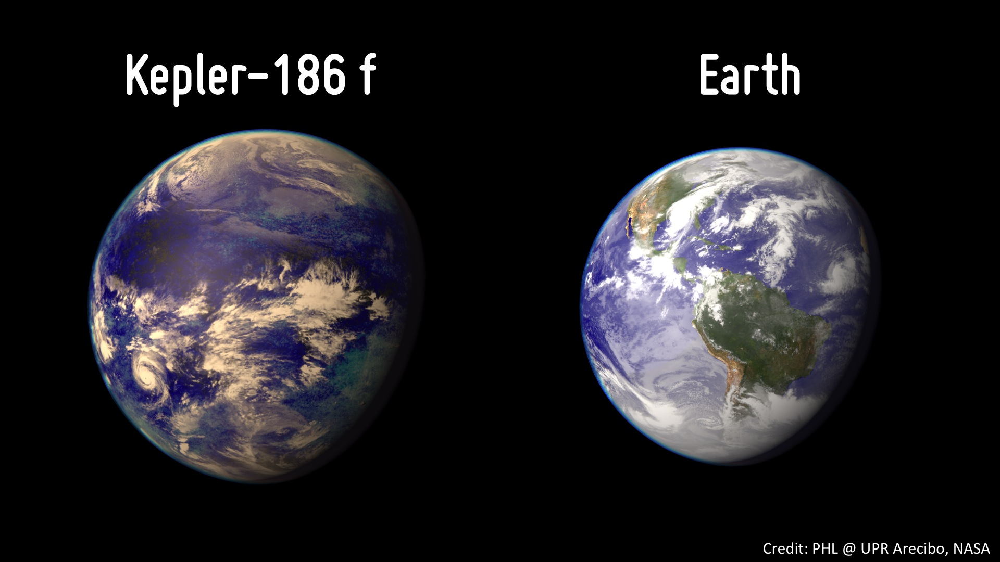 Kepler-186 f
Earth
Credit: PHL @ UPR Arecibo, NASA